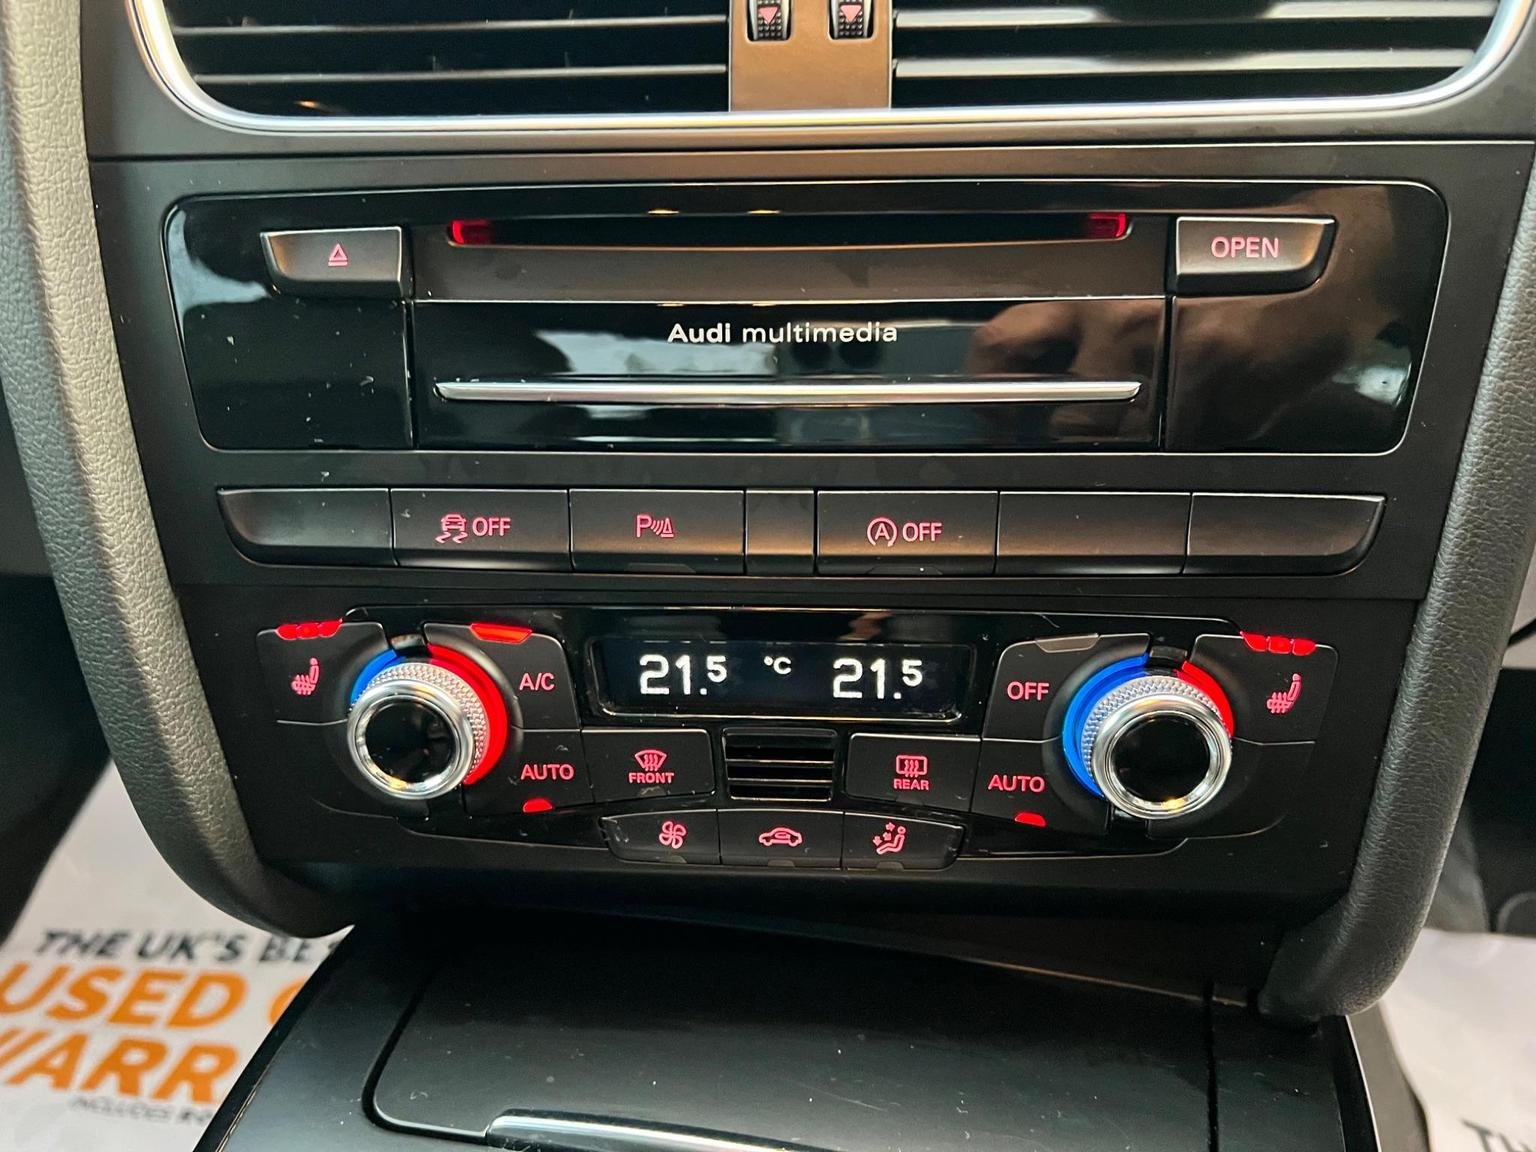 OPEN
Audi multimedia
OFF
P
A OFF
A/C
21.5 °C 21.5
OFF
AUTO
FRONT
REAR
AUTO
THE UK'S BE
USED
WARR
INCLUDES